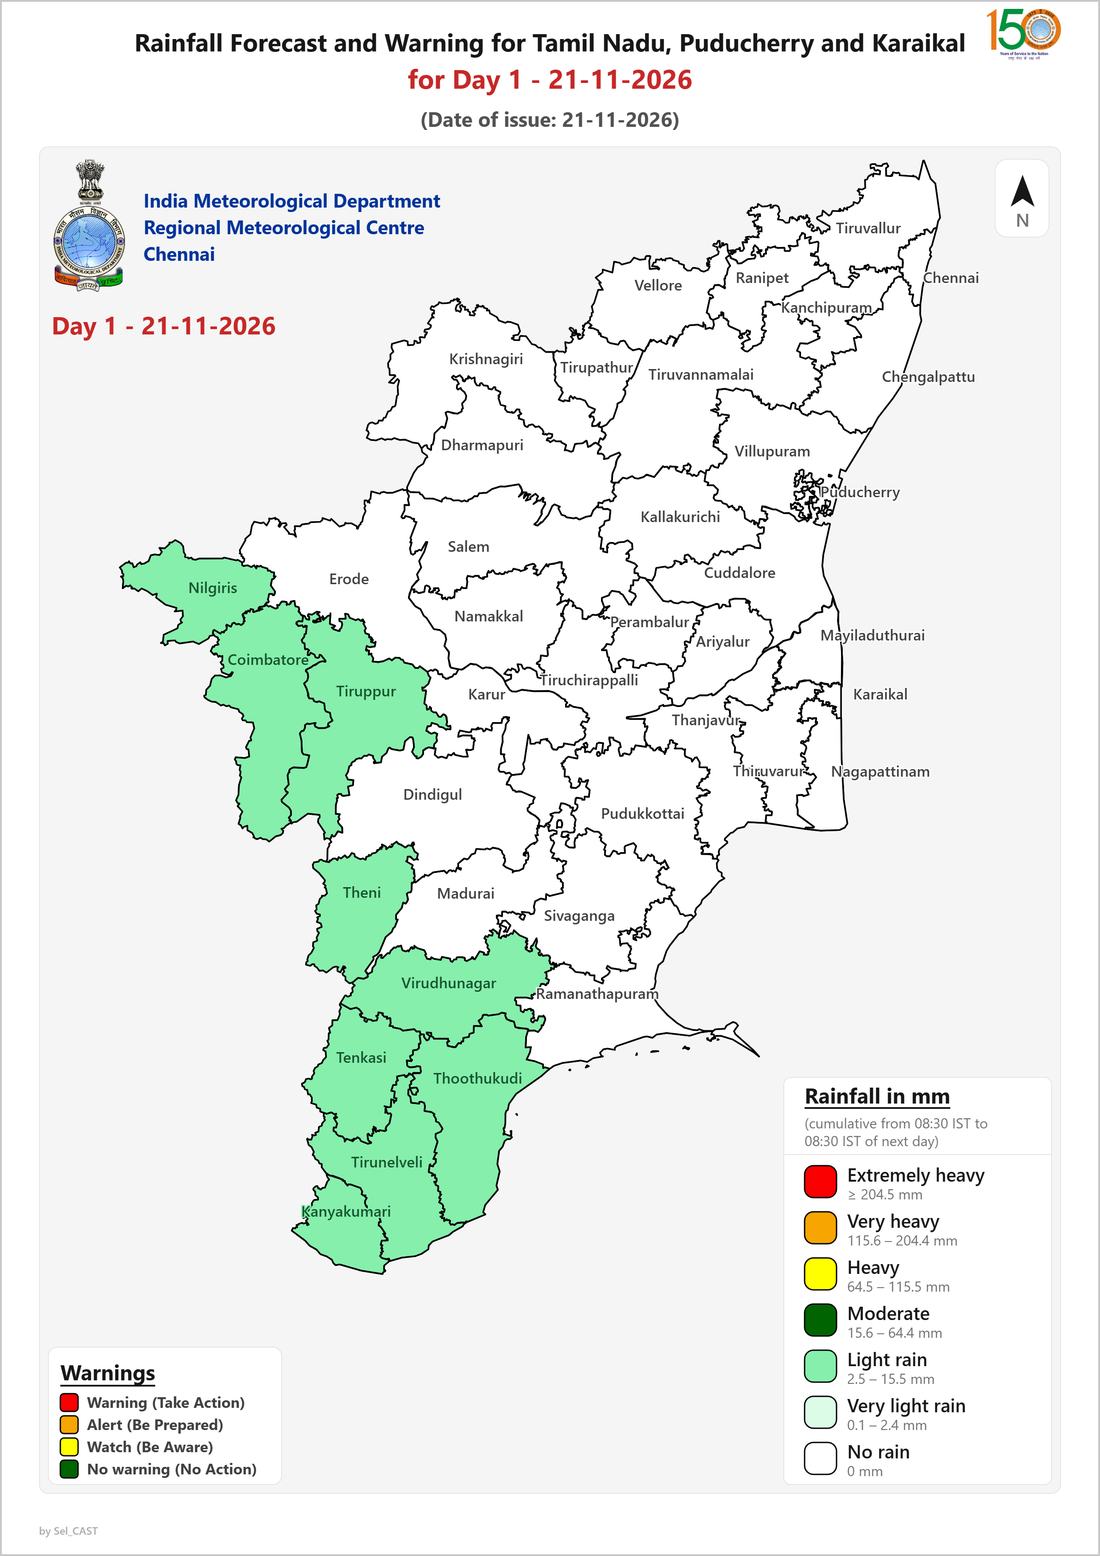 Rainfall Forecast and Warning for Tamil Nadu, Puducherry and Karaikal
150
Years of Service to the Nation
for Day 1 - 21-11-2026
(Date of issue: 21-11-2026)
India Meteorological Department
Regional Meteorological Centre
Chennai
Day 1 - 21-11-2026
N
Tiruvallur
Chennai
Ranipet
Vellore
Kanchipuram
Krishnagiri
Tirupathur
Tiruvannamalai
Chengalpattu
Dharmapuri
Villupuram
Puducherry
Kallakurichi
Salem
Cuddalore
Erode
Nilgiris
Namakkal
Perambalur
Ariyalur
Mayiladuthurai
Coimbatore
Tiruchirappalli
Tiruppur
Karur
Karaikal
Thanjavur
Thiruvarur
Nagapattinam
Dindigul
Pudukkottai
Theni
Madurai
Sivaganga
Virudhunagar
Ramanathapuram
Tenkasi
Thoothukudi
Tirunelveli
Kanyakumari
Rainfall in mm
(cumulative from 08:30 IST to
08:30 IST of next day)
Extremely heavy
≥ 204.5 mm
Very heavy
115.6 – 204.4 mm
Heavy
64.5 – 115.5 mm
Moderate
15.6 – 64.4 mm
Light rain
2.5 – 15.5 mm
Very light rain
0.1 – 2.4 mm
No rain
0 mm
Warnings
Warning (Take Action)
Alert (Be Prepared)
Watch (Be Aware)
No warning (No Action)
by Sel_CAST